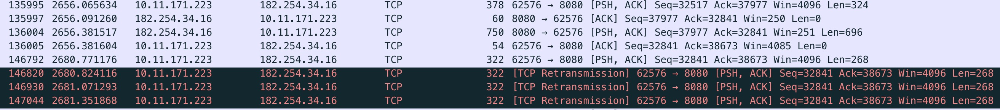 135995 2656.065634 10.11.171.223 182.254.34.16 TCP 378 62576 → 8080 [PSH, ACK] Seq=32517 Ack=37977 Win=4096 Len=324
135997 2656.091260 182.254.34.16 10.11.171.223 TCP 60 8080 → 62576 [ACK] Seq=37977 Ack=32841 Win=250 Len=0
136004 2656.381517 182.254.34.16 10.11.171.223 TCP 750 8080 → 62576 [PSH, ACK] Seq=37977 Ack=32841 Win=251 Len=696
136005 2656.381604 10.11.171.223 182.254.34.16 TCP 54 62576 → 8080 [ACK] Seq=32841 Ack=38673 Win=4085 Len=0
146792 2680.771176 10.11.171.223 182.254.34.16 TCP 322 62576 → 8080 [PSH, ACK] Seq=32841 Ack=38673 Win=4096 Len=268
146820 2680.824116 10.11.171.223 182.254.34.16 TCP 322 [TCP Retransmission] 62576 → 8080 [PSH, ACK] Seq=32841 Ack=38673 Win=4096 Len=268
146930 2681.071293 10.11.171.223 182.254.34.16 TCP 322 [TCP Retransmission] 62576 → 8080 [PSH, ACK] Seq=32841 Ack=38673 Win=4096 Len=268
147044 2681.351868 10.11.171.223 182.254.34.16 TCP 322 [TCP Retransmission] 62576 → 8080 [PSH, ACK] Seq=32841 Ack=38673 Win=4096 Len=268